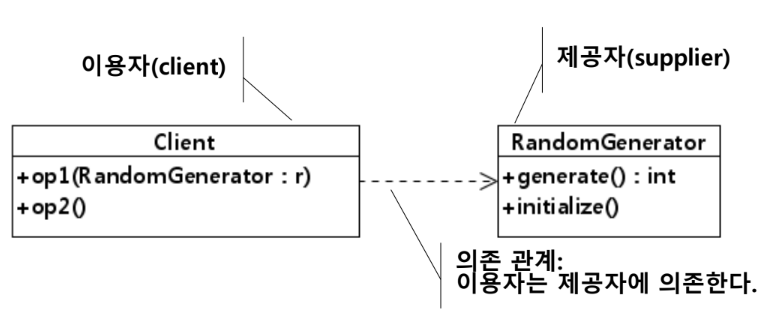 이용자(client)
제공자(supplier)
Client
+op1(RandomGenerator : r)
+op2()
RandomGenerator
+generate() : int
+initialize()
의존 관계:
이용자는 제공자에 의존한다.